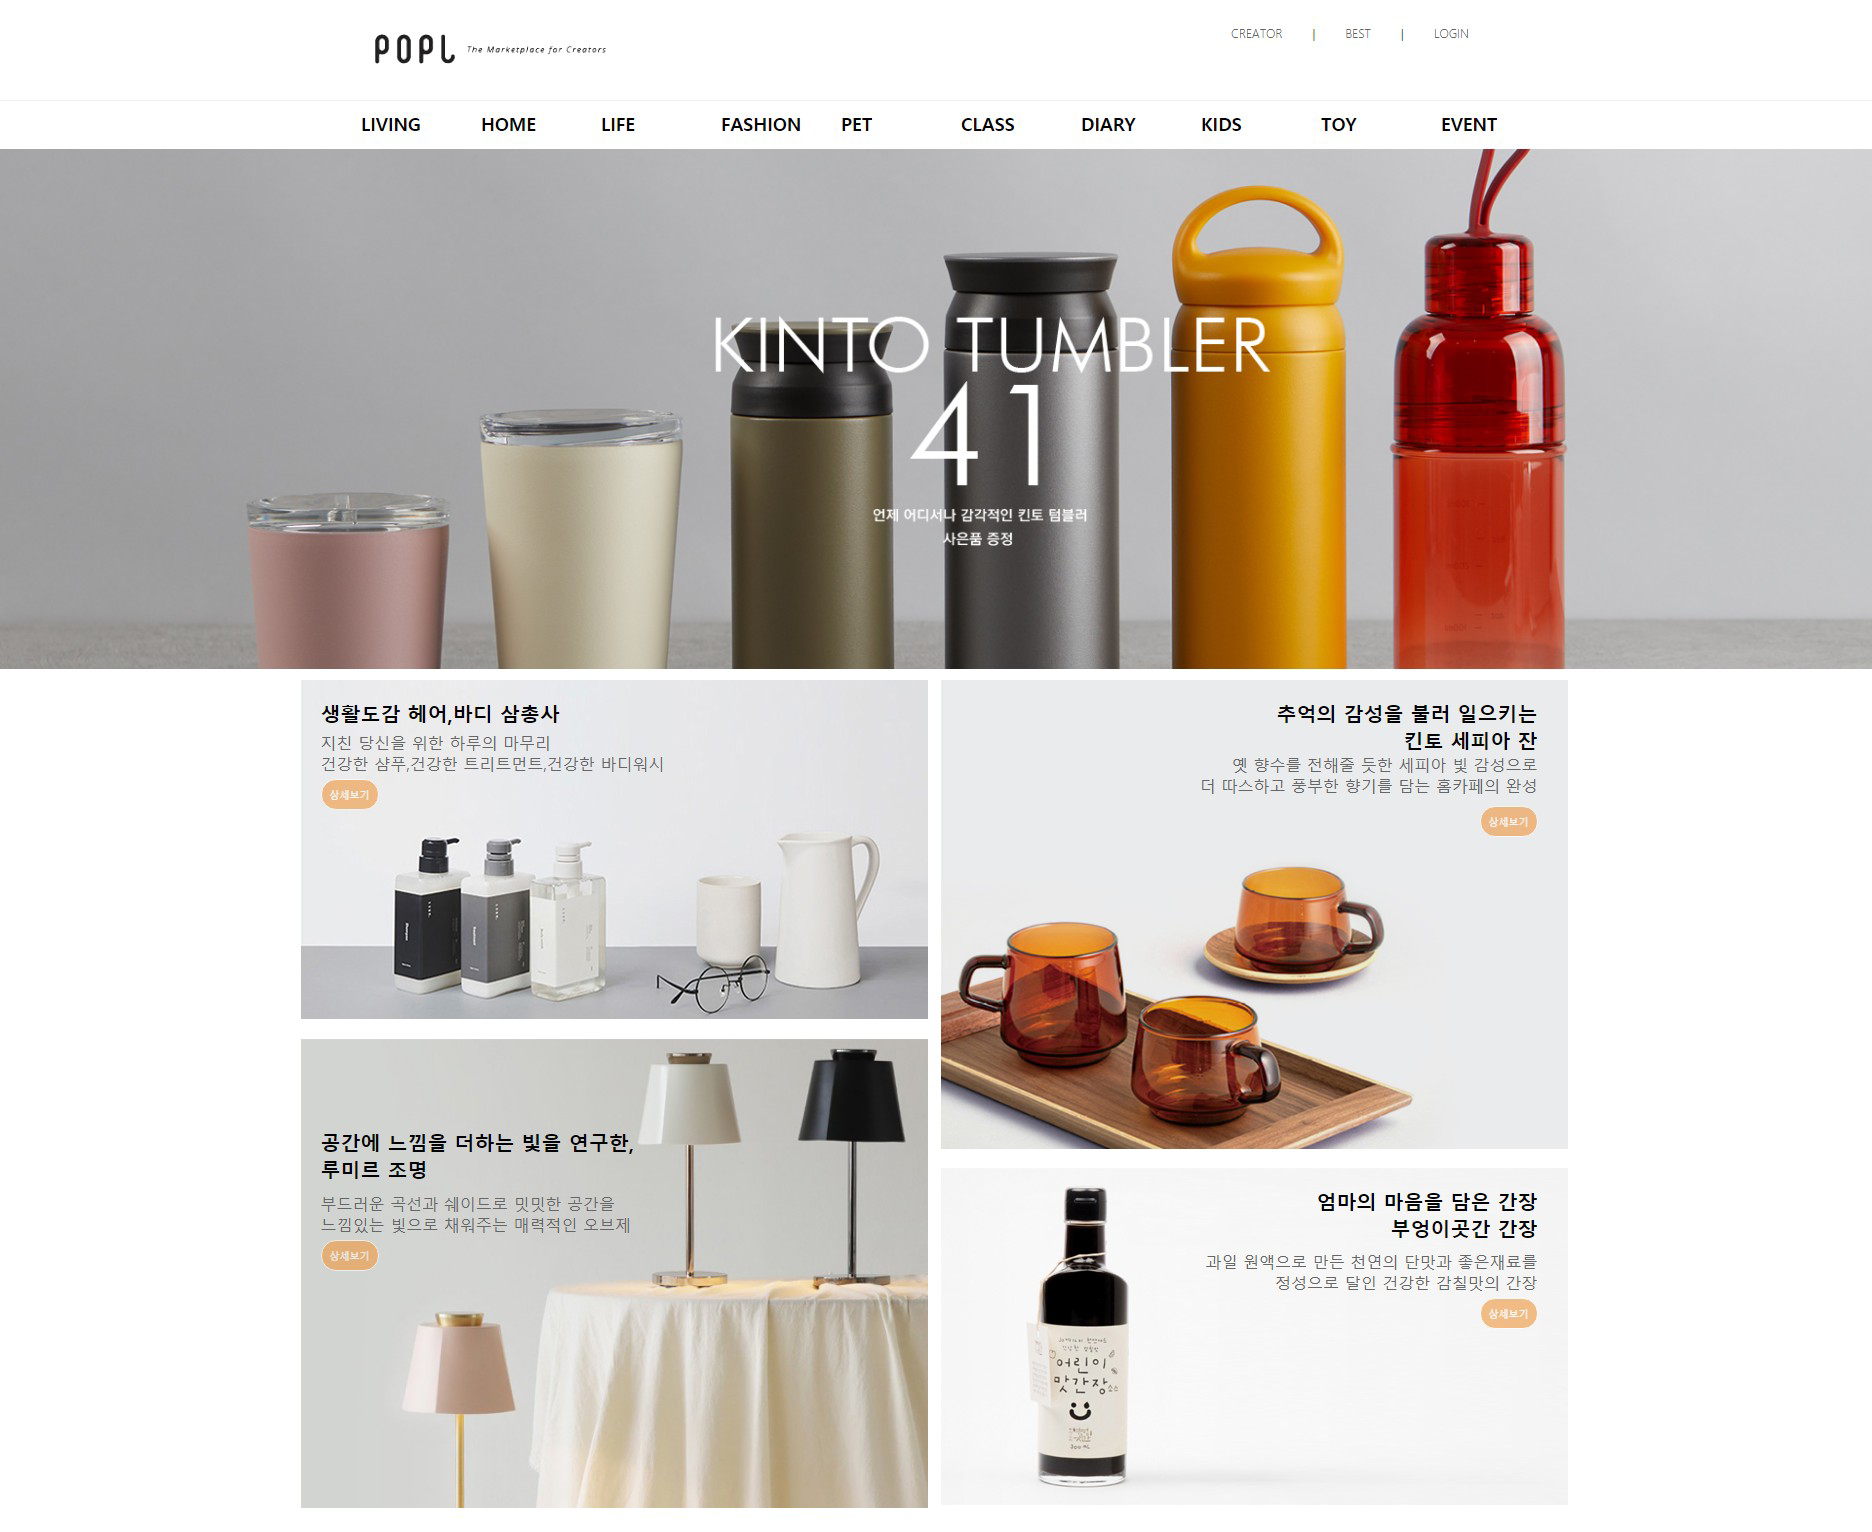 POPL The Marketplace for Creators
CREATOR | BEST | LOGIN
LIVING HOME LIFE FASHION PET CLASS DIARY KIDS TOY EVENT
KINTO TUMBLER
41
언제 어디서나 감각적인 킨토 텀블러
사은품 증정
생활도감 헤어,바디 삼총사
지친 당신을 위한 하루의 마무리
건강한 샴푸,건강한 트리트먼트,건강한 바디워시
상세보기
추억의 감성을 불러 일으키는
킨토 세피아 잔
옛 향수를 전해줄 듯한 세피아 빛 감성으로
더 따스하고 풍부한 향기를 담는 홈카페의 완성
상세보기
공간에 느낌을 더하는 빛을 연구한,
루미르 조명
부드러운 곡선과 쉐이드로 밋밋한 공간을
느낌있는 빛으로 채워주는 매력적인 오브제
상세보기
엄마의 마음을 담은 간장
부엉이곳간 간장
과일 원액으로 만든 천연의 단맛과 좋은재료를
정성으로 달인 건강한 감칠맛의 간장
상세보기
어린이
맛간장소스
300 ML